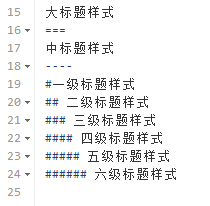 15 大标题样式
16 ===
17 中标题样式
18 ----
19 #一级标题样式
20 ## 二级标题样式
21 ### 三级标题样式
22 #### 四级标题样式
23 ##### 五级标题样式
24 ###### 六级标题样式
25